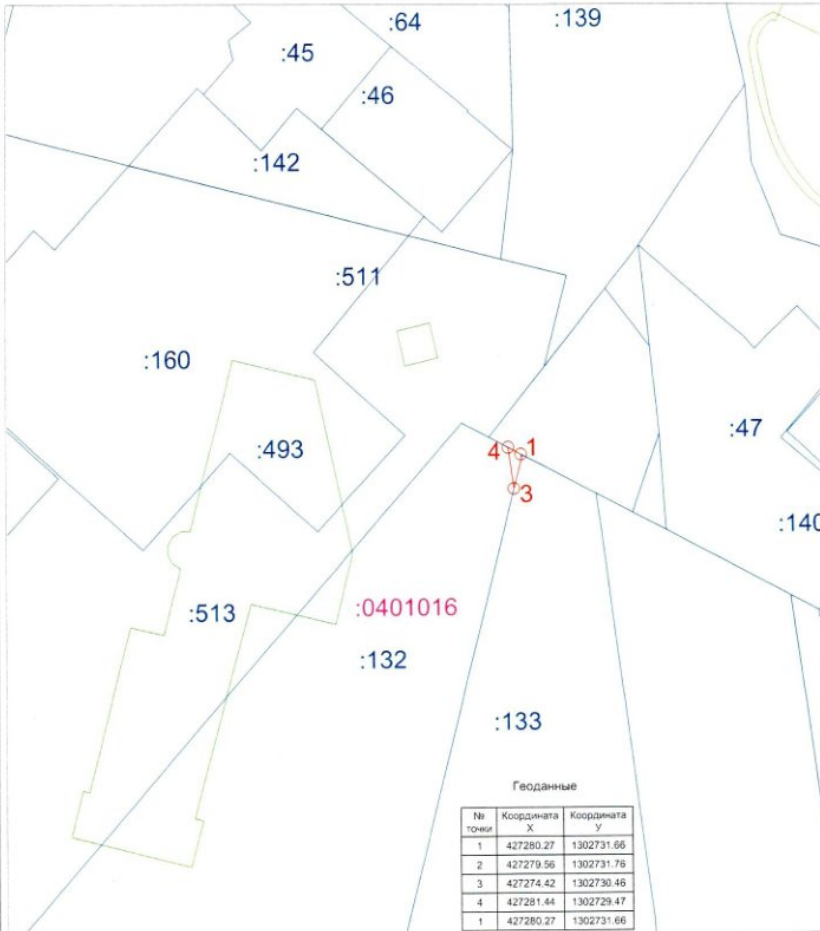 :64
:139
:45
:46
:142
:511
:160
:47
:493
4
1
3
:140
:0401016
:513
:132
:133
Геоданные
№ точки Координата X Координата У
1 427280.27 1302731.66
2 427279.56 1302731.76
3 427274.42 1302730.46
4 427281.44 1302729.47
1 427280.27 1302731.66